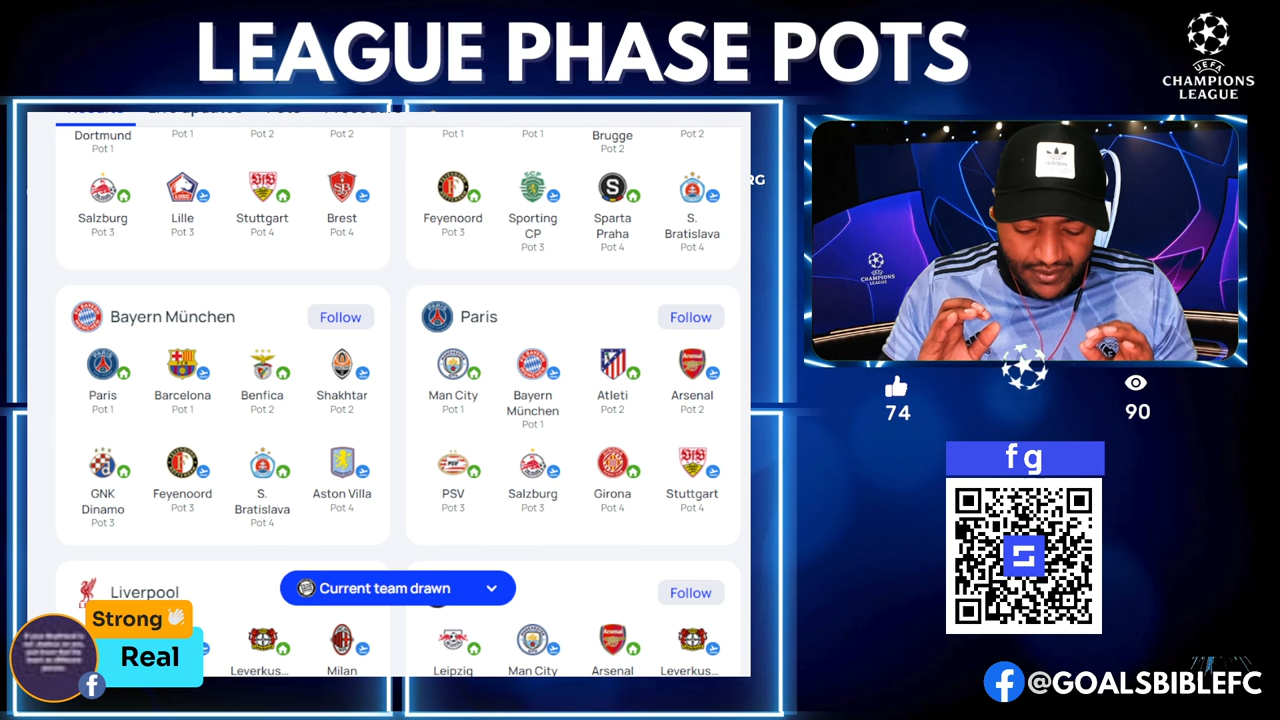 LEAGUE PHASE POTS
UEFA
CHAMPIONS
LEAGUE
Dortmund
Pot 1
Pot 1
Pot 2
Pot 2
Salzburg
Pot 3
Lille
Pot 3
Stuttgart
Pot 4
Brest
Pot 4
Pot 1
Pot 1
Brugge
Pot 2
Pot 2
Feyenoord
Pot 3
Sporting
CP
Pot 3
Sparta
Praha
Pot 4
S.
Bratislava
Pot 4
RG
Bayern München
Follow
Paris
Pot 1
Barcelona
Pot 1
Benfica
Pot 2
Shakhtar
Pot 2
GNK
Dinamo
Pot 3
Feyenoord
Pot 3
S.
Bratislava
Pot 4
Aston Villa
Pot 4
Paris
Follow
Man City
Pot 1
Bayern
München
Pot 1
Atleti
Pot 2
Arsenal
Pot 2
PSV
Pot 3
Salzburg
Pot 3
Girona
Pot 4
Stuttgart
Pot 4
Liverpool
Current team drawn
Follow
Leverkus...
Milan
Leipzig
Man City
Arsenal
Leverkus...
Strong 👏
Real
adidas
CHAMPIONS
LEAGUE
74
90
fg
@GOALSBIBLEFC